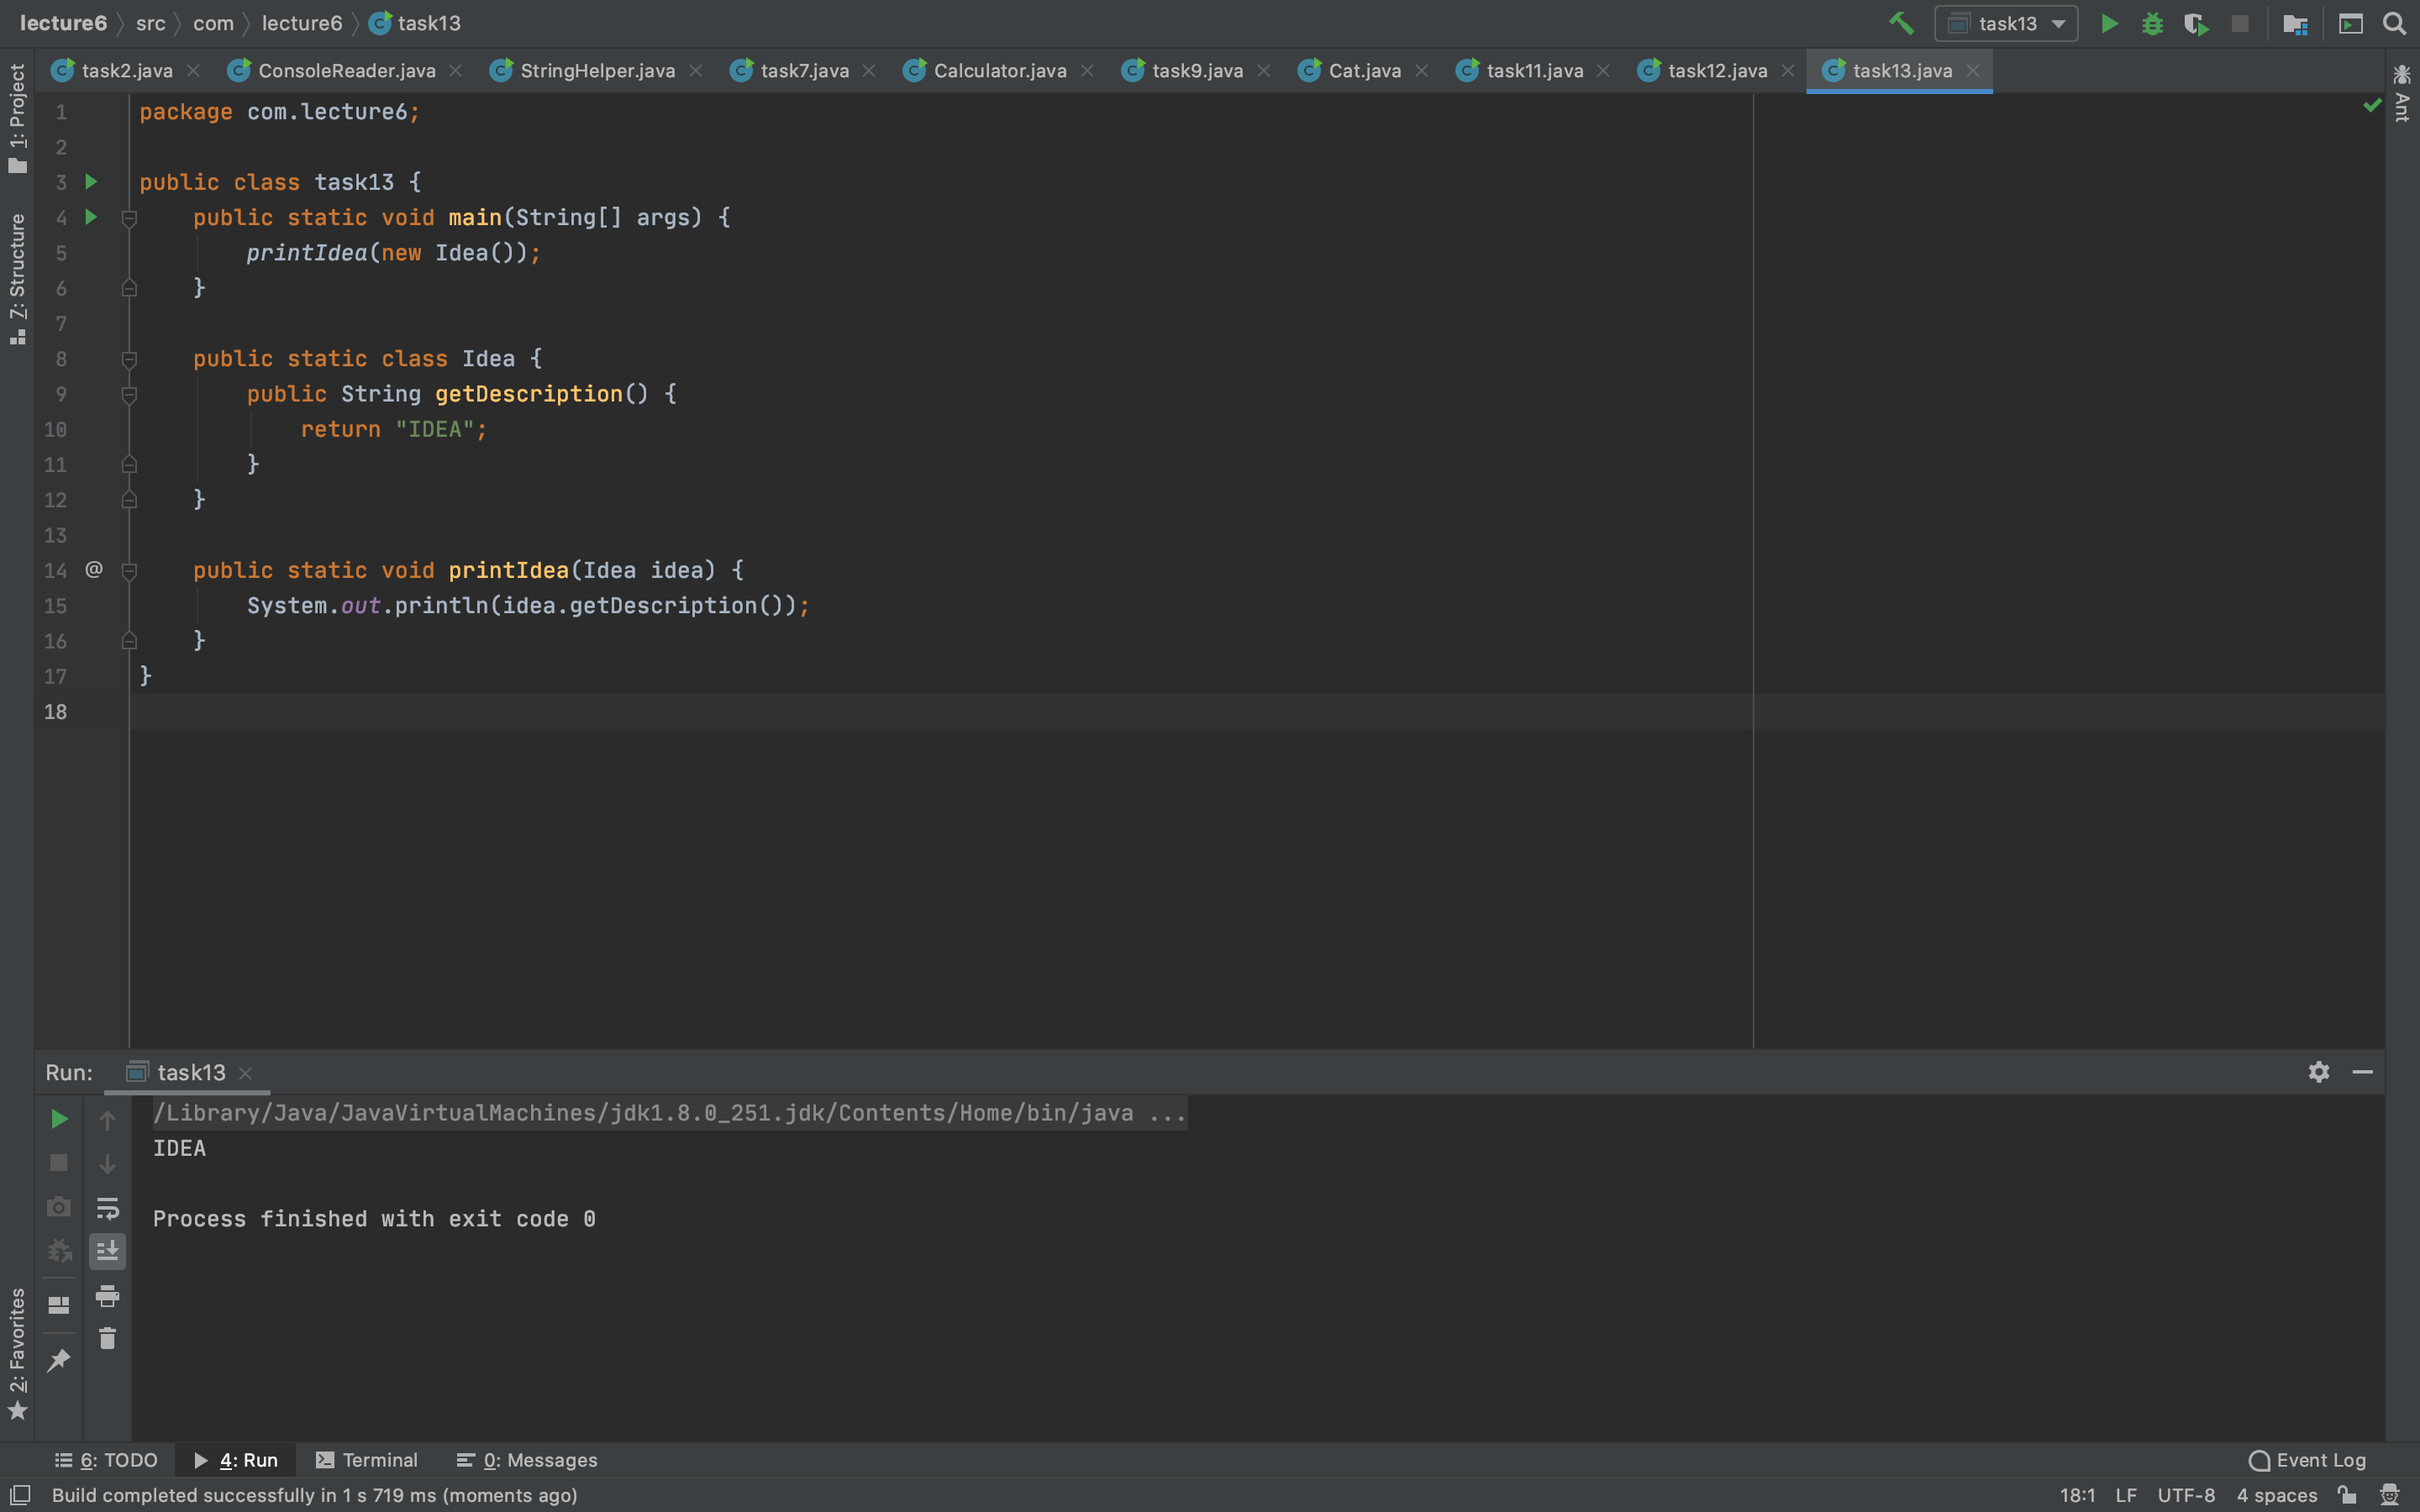 lecture6 src com lecture6 task13
task13
task2.java ConsoleReader.java StringHelper.java task7.java Calculator.java task9.java Cat.java task11.java task12.java task13.java
1: Project
7: Structure
2: Favorites
Ant
1 package com.lecture6;
2
3 public class task13 {
4     public static void main(String[] args) {
5         printIdea(new Idea());
6     }
7
8     public static class Idea {
9         public String getDescription() {
10             return "IDEA";
11         }
12     }
13
14 @     public static void printIdea(Idea idea) {
15         System.out.println(idea.getDescription());
16     }
17 }
18
Run: task13
/Library/Java/JavaVirtualMachines/jdk1.8.0_251.jdk/Contents/Home/bin/java ...
IDEA
Process finished with exit code 0
6: TODO 4: Run Terminal 0: Messages Event Log
Build completed successfully in 1 s 719 ms (moments ago) 18:1 LF UTF-8 4 spaces